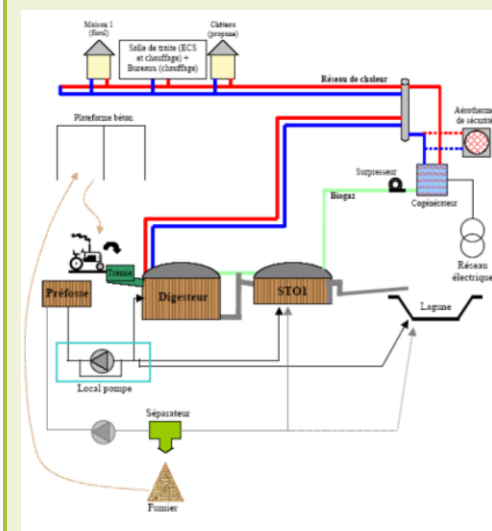 Maison 1
(fioul)
Salle de traite (ECS
et chauffage) +
Bureaux (chauffage)
Château
(propane)
Réseau de chaleur
Aérotherme
de sécurité
Plateforme béton
Surpresseur
Biogaz
Cogénérateur
Réseau
électrique
Trémie
Préfosse
Digesteur
STO1
Lagune
Local pompe
Séparateur
Fumier